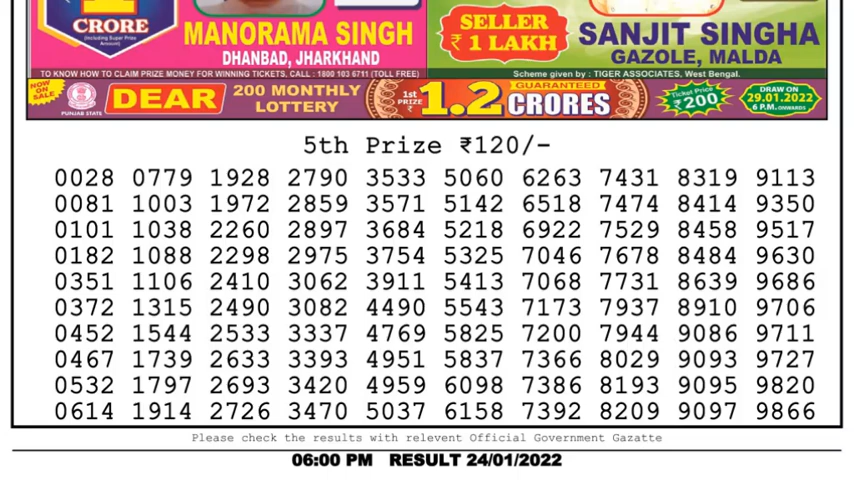 1
CRORE
(Including Super Prize Amount)
MANORAMA SINGH
DHANBAD, JHARKHAND
TO KNOW HOW TO CLAIM PRIZE MONEY FOR WINNING TICKETS, CALL : 1800 103 6711 (TOLL FREE)
SELLER
₹ 1 LAKH
SANJIT SINGHA
GAZOLE, MALDA
Scheme given by : TIGER ASSOCIATES, West Bengal.
NOW ON SALE
PUNJAB STATE
DEAR
200 MONTHLY
LOTTERY
1st PRIZE
₹1.2
GUARANTEED
CRORES
Ticket Price
₹200
DRAW ON
29.01.2022
6 P.M. ONWARDS
5th Prize ₹120/-
0028 0779 1928 2790 3533 5060 6263 7431 8319 9113
0081 1003 1972 2859 3571 5142 6518 7474 8414 9350
0101 1038 2260 2897 3684 5218 6922 7529 8458 9517
0182 1088 2298 2975 3754 5325 7046 7678 8484 9630
0351 1106 2410 3062 3911 5413 7068 7731 8639 9686
0372 1315 2490 3082 4490 5543 7173 7937 8910 9706
0452 1544 2533 3337 4769 5825 7200 7944 9086 9711
0467 1739 2633 3393 4951 5837 7366 8029 9093 9727
0532 1797 2693 3420 4959 6098 7386 8193 9095 9820
0614 1914 2726 3470 5037 6158 7392 8209 9097 9866
Please check the results with relevent Official Government Gazatte
06:00 PM RESULT 24/01/2022